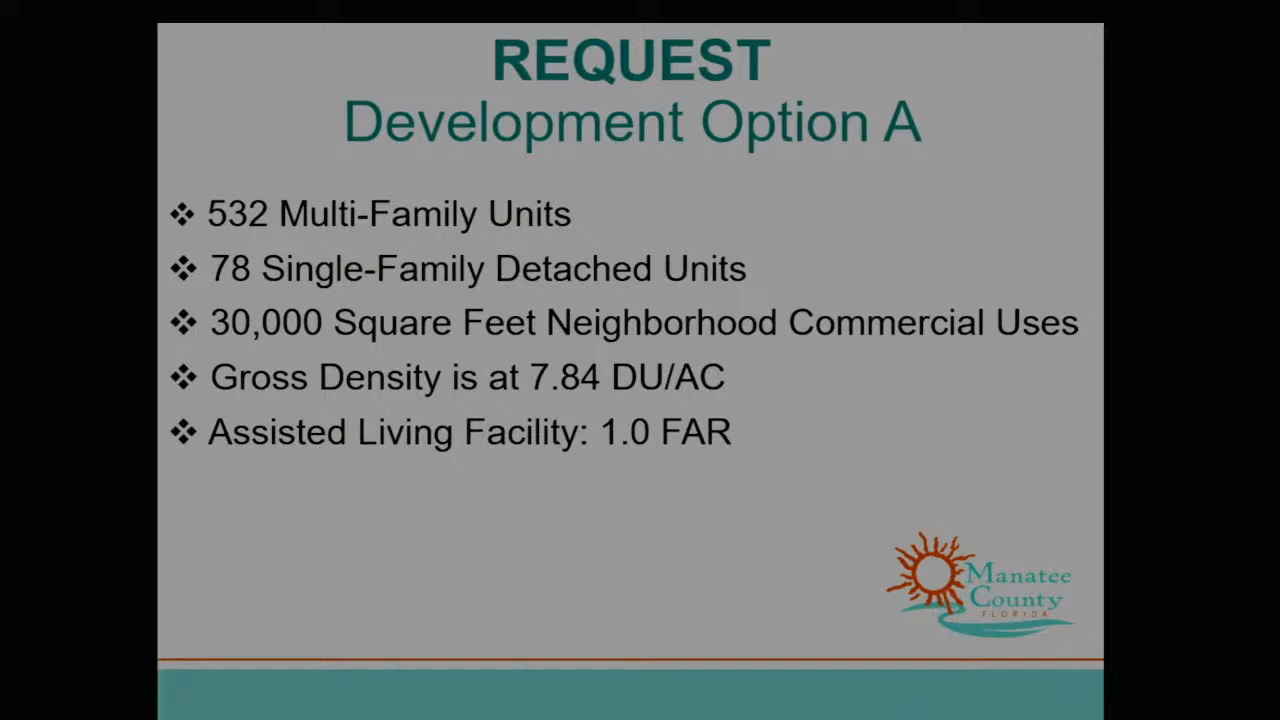 REQUEST
Development Option A
❖ 532 Multi-Family Units
❖ 78 Single-Family Detached Units
❖ 30,000 Square Feet Neighborhood Commercial Uses
❖ Gross Density is at 7.84 DU/AC
❖ Assisted Living Facility: 1.0 FAR
Manatee
County
FLORIDA